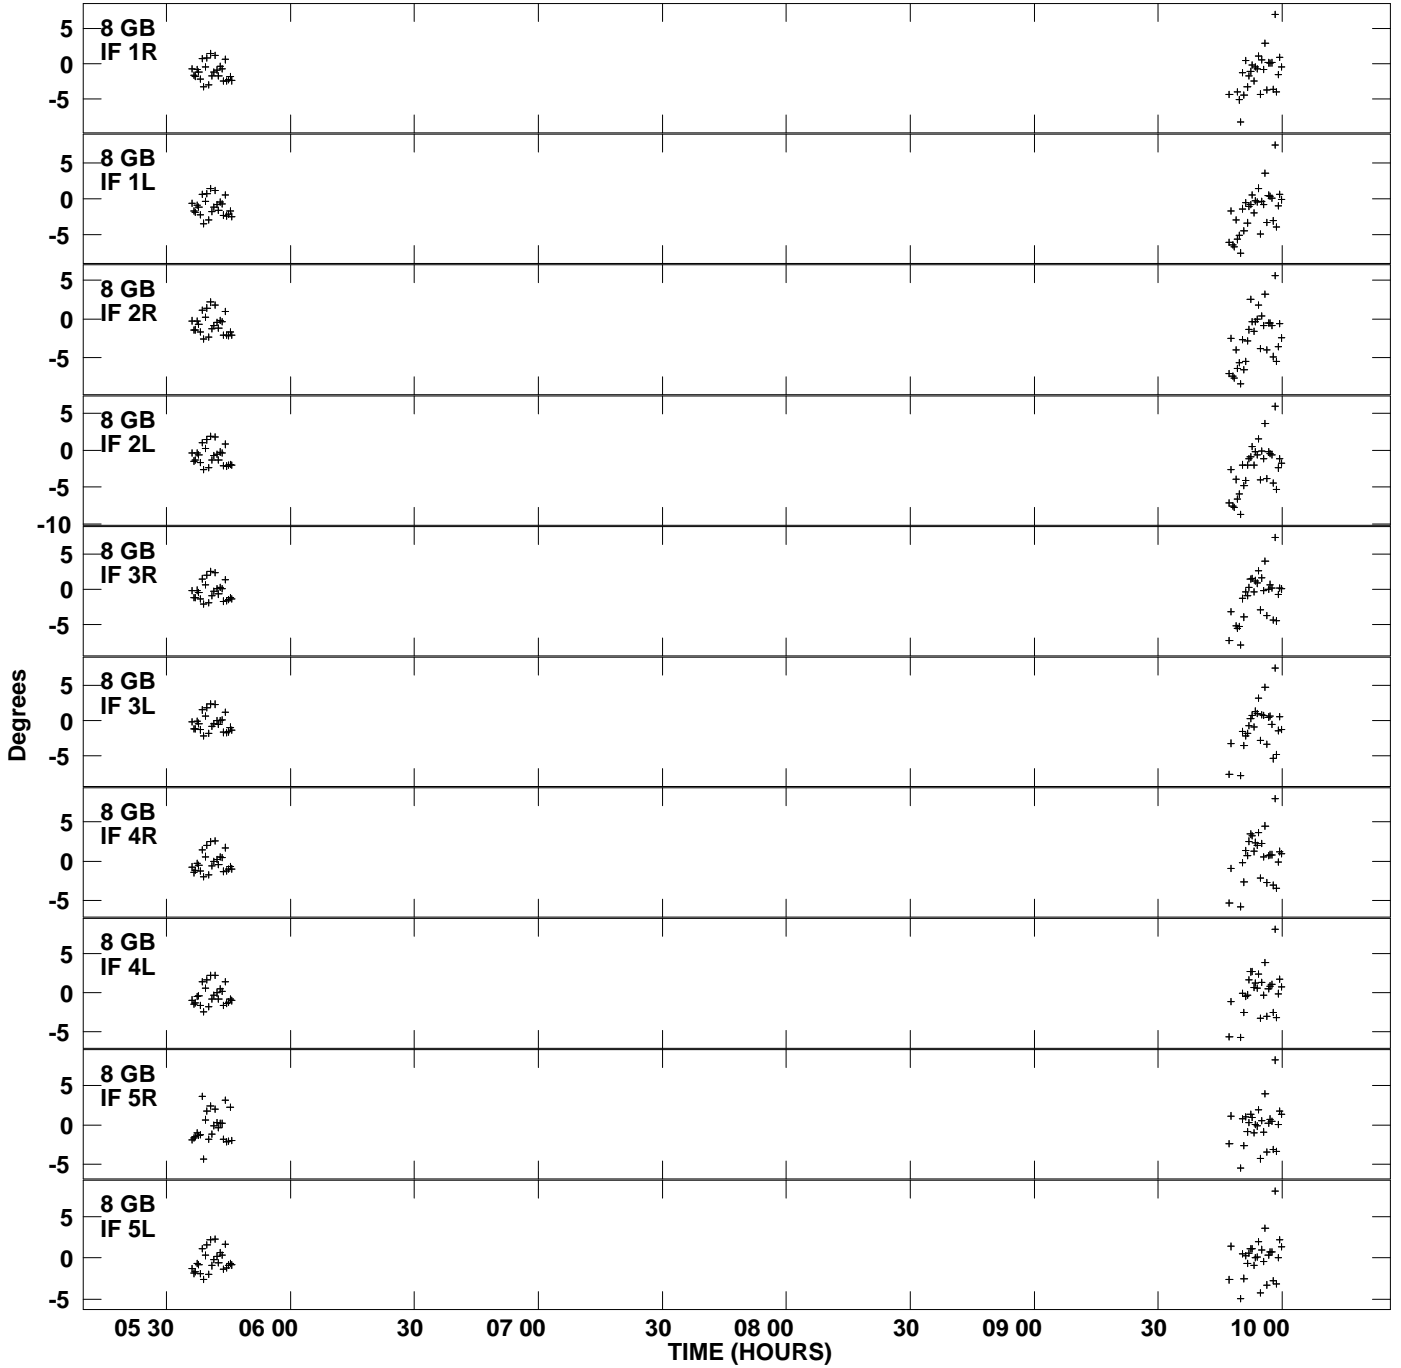 5
0
-5
8 GB
IF 1R
5
0
-5
8 GB
IF 1L
5
0
-5
8 GB
IF 2R
5
0
-5
-10
8 GB
IF 2L
5
0
-5
8 GB
IF 3R
Degrees
5
0
-5
8 GB
IF 3L
5
0
-5
8 GB
IF 4R
5
0
-5
8 GB
IF 4L
5
0
-5
8 GB
IF 5R
5
0
-5
8 GB
IF 5L
05 30 06 00 30 07 00 30 08 00 30 09 00 30 10 00
TIME (HOURS)